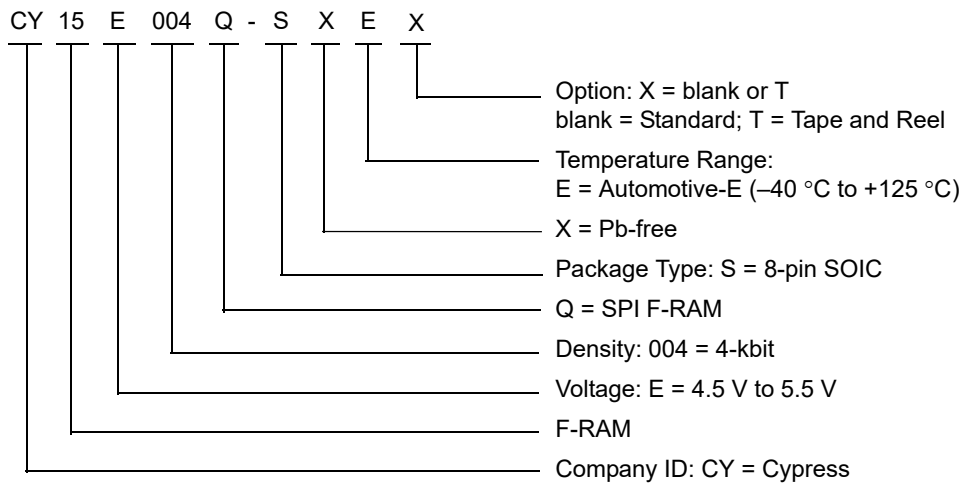 CY 15 E 004 Q - S X E X
Option: X = blank or T
blank = Standard; T = Tape and Reel
Temperature Range:
E = Automotive-E (–40 °C to +125 °C)
X = Pb-free
Package Type: S = 8-pin SOIC
Q = SPI F-RAM
Density: 004 = 4-kbit
Voltage: E = 4.5 V to 5.5 V
F-RAM
Company ID: CY = Cypress